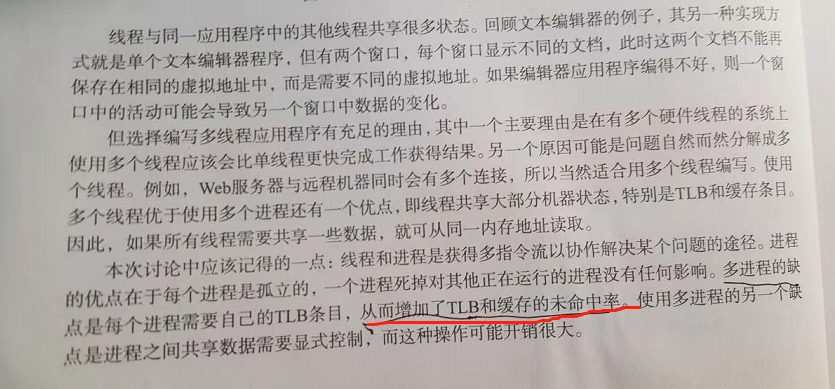 线程与同一应用程序中的其他线程共享很多状态。回顾文本编辑器的例子，其另一种实现方
式就是单个文本编辑器程序，但有两个窗口，每个窗口显示不同的文档，此时这两个文档不能再
保存在相同的虚拟地址中，而是需要不同的虚拟地址。如果编辑器应用程序编得不好，则一个窗
口中的活动可能会导致另一个窗口中数据的变化。
但选择编写多线程应用程序有充足的理由，其中一个主要理由是在有多个硬件线程的系统上
使用多个线程应该会比单线程更快完成工作获得结果。另一个原因可能是问题自然而然分解成多
个线程。例如，Web服务器与远程机器同时会有多个连接，所以当然适合用多个线程编写。使用
多个线程优于使用多个进程还有一个优点，即线程共享大部分机器状态，特别是TLB和缓存条目。
因此，如果所有线程需要共享一些数据，就可从同一内存地址读取。
本次讨论中应该记得的一点：线程和进程是获得多指令流以协作解决某个问题的途径。进程
的优点在于每个进程是孤立的，一个进程死掉对其他正在运行的进程没有任何影响。多进程的缺
点是每个进程需要自己的TLB条目，从而增加了TLB和缓存的未命中率。使用多进程的另一个缺
点是进程之间共享数据需要显式控制，而这种操作可能开销很大。